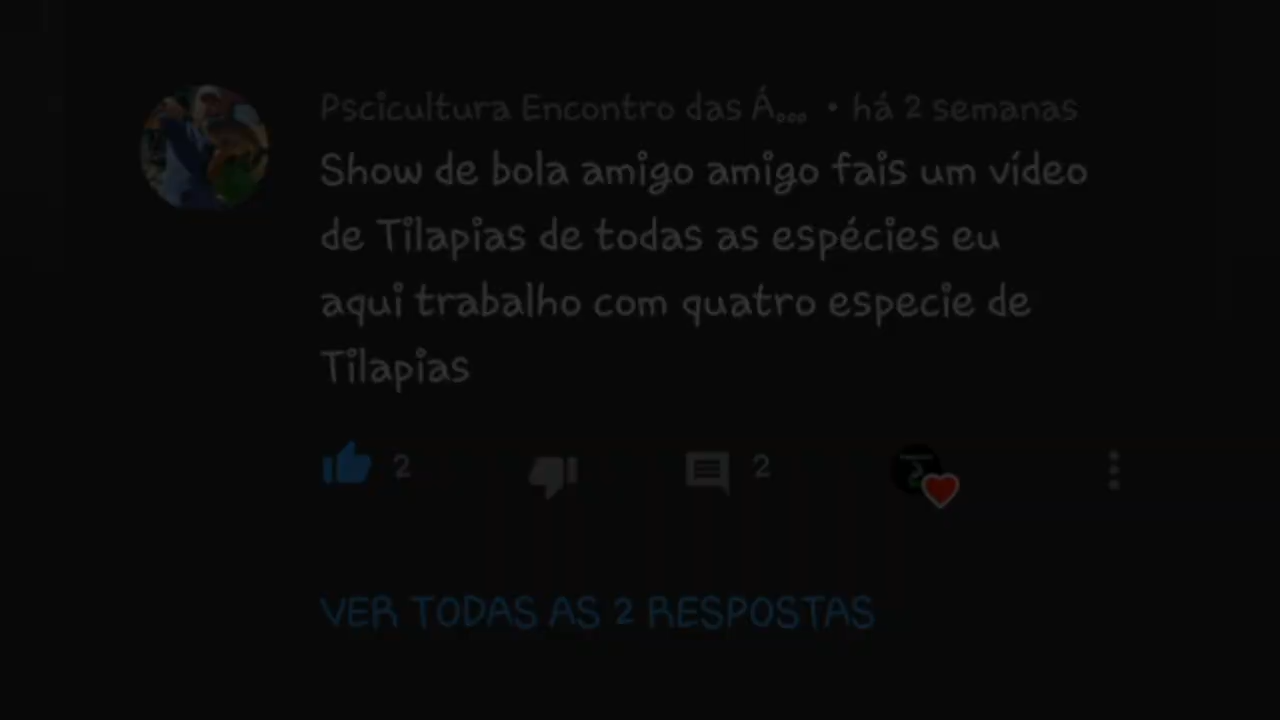 Pscicultura Encontro das Á... • há 2 semanas
Show de bola amigo amigo fais um vídeo
de Tilapias de todas as espécies eu
aqui trabalho com quatro especie de
Tilapias
2 2
VER TODAS AS 2 RESPOSTAS